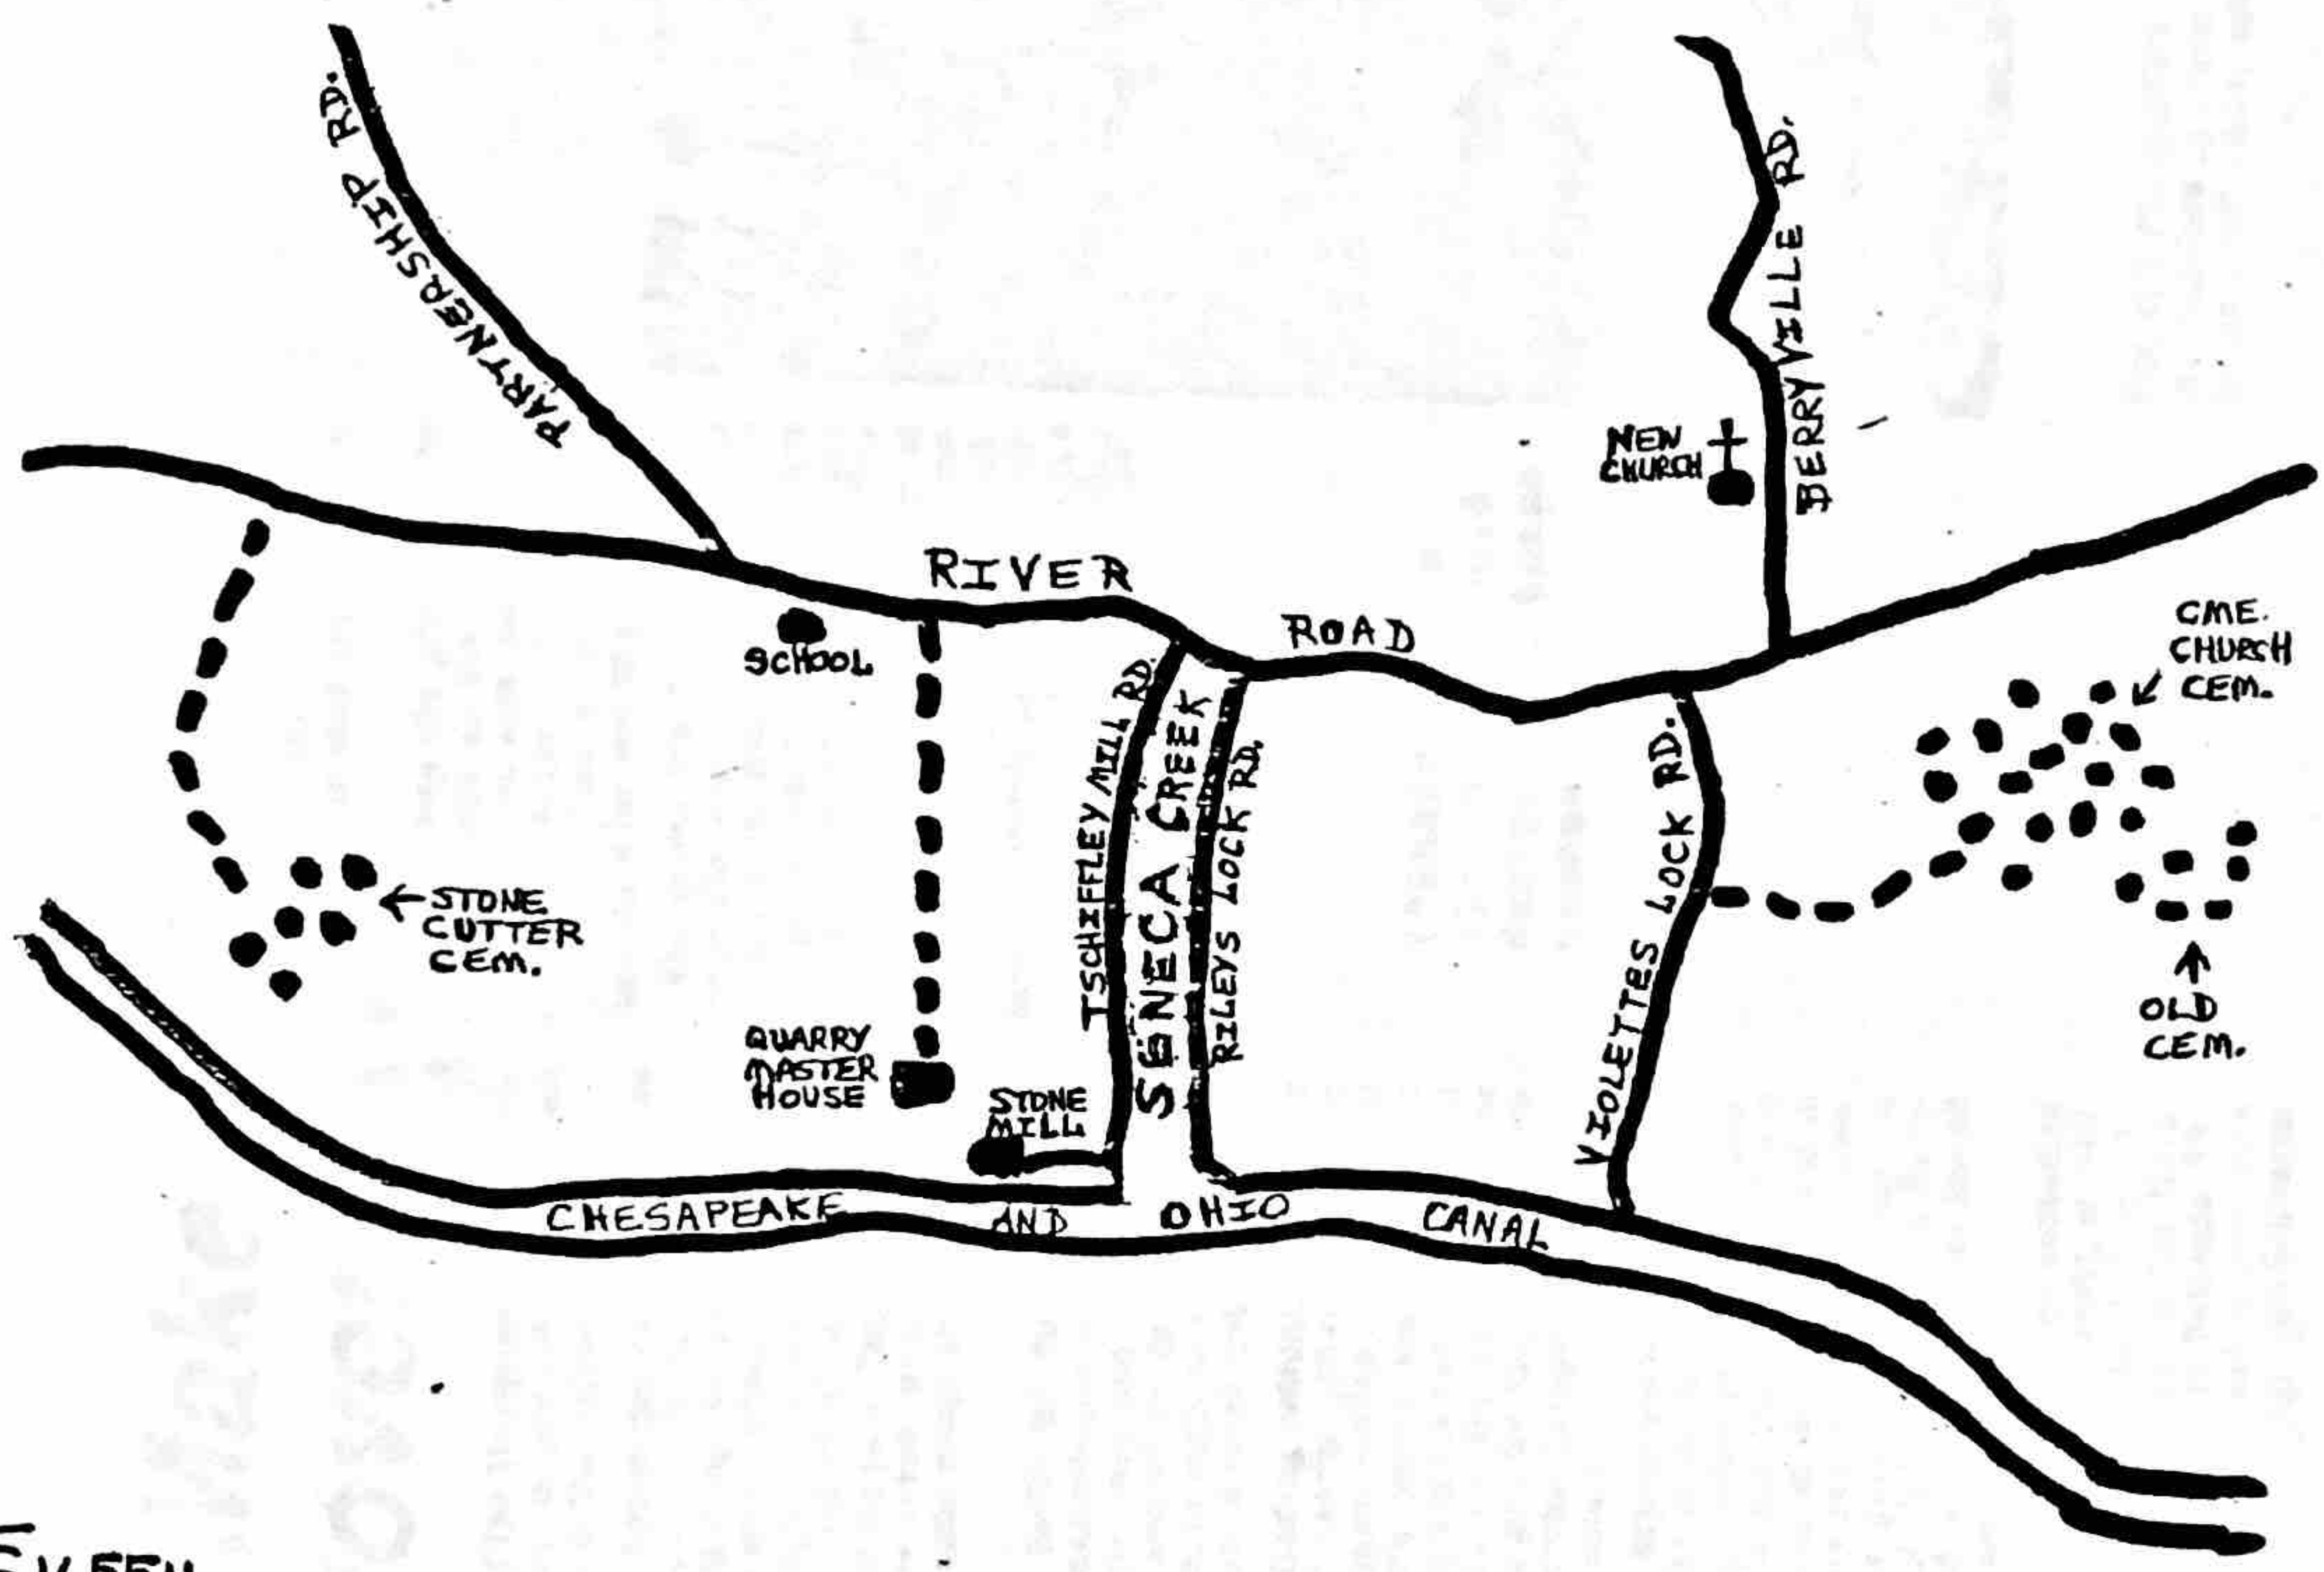 PARTNERSHIP RD.
BERRYVILLE RD.
NEW
CHURCH
RIVER ROAD
SCHOOL
CME.
CHURCH
CEM.
TSCHIFFLEY MILL RD.
SENECA CREEK
RILEYS LOCK RD.
VIOLETTES LOCK RD.
STONE
CUTTER
CEM.
OLD
CEM.
QUARRY
MASTER
HOUSE
STONE
MILL
CHESAPEAKE AND OHIO CANAL